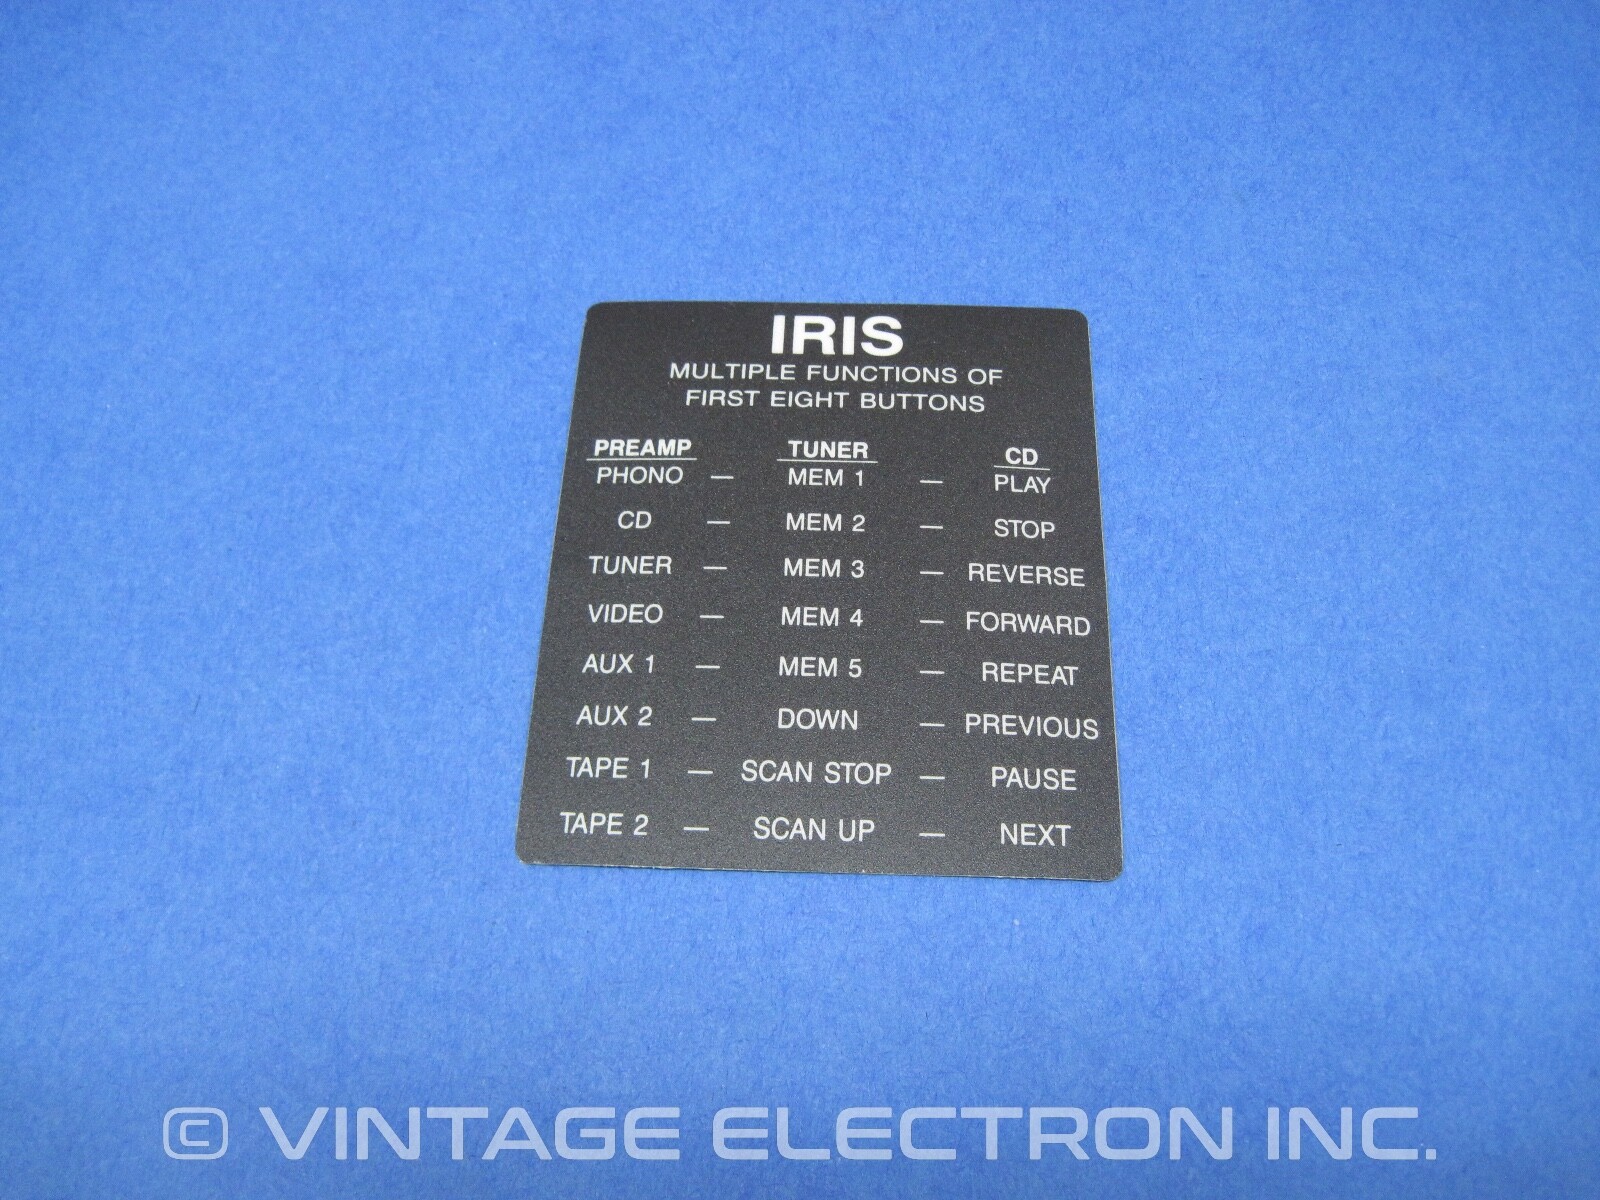 IRIS
MULTIPLE FUNCTIONS OF
FIRST EIGHT BUTTONS
PREAMP TUNER CD
PHONO — MEM 1 — PLAY
CD — MEM 2 — STOP
TUNER — MEM 3 — REVERSE
VIDEO — MEM 4 — FORWARD
AUX 1 — MEM 5 — REPEAT
AUX 2 — DOWN — PREVIOUS
TAPE 1 — SCAN STOP — PAUSE
TAPE 2 — SCAN UP — NEXT
© VINTAGE ELECTRON INC.